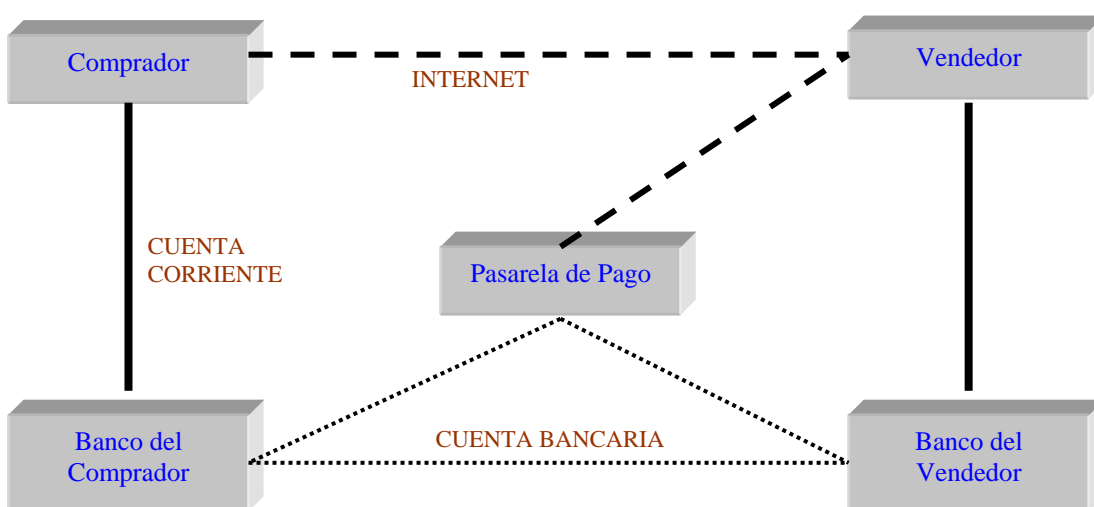 Comprador
Vendedor
INTERNET
CUENTA
CORRIENTE
Pasarela de Pago
Banco del
Comprador
CUENTA BANCARIA
Banco del
Vendedor